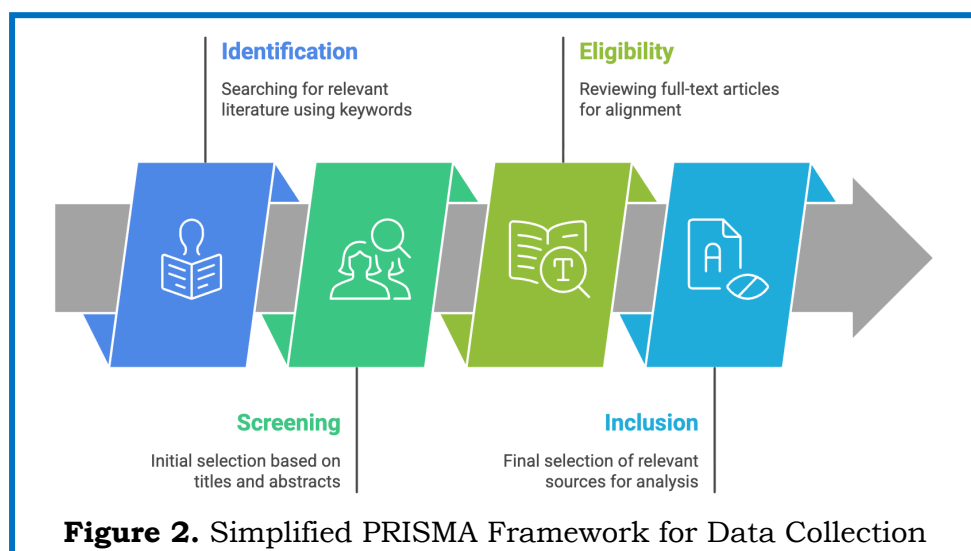 Identification
Searching for relevant
literature using keywords
Eligibility
Reviewing full-text articles
for alignment
T
A
Screening
Initial selection based on
titles and abstracts
Inclusion
Final selection of relevant
sources for analysis
Figure 2. Simplified PRISMA Framework for Data Collection